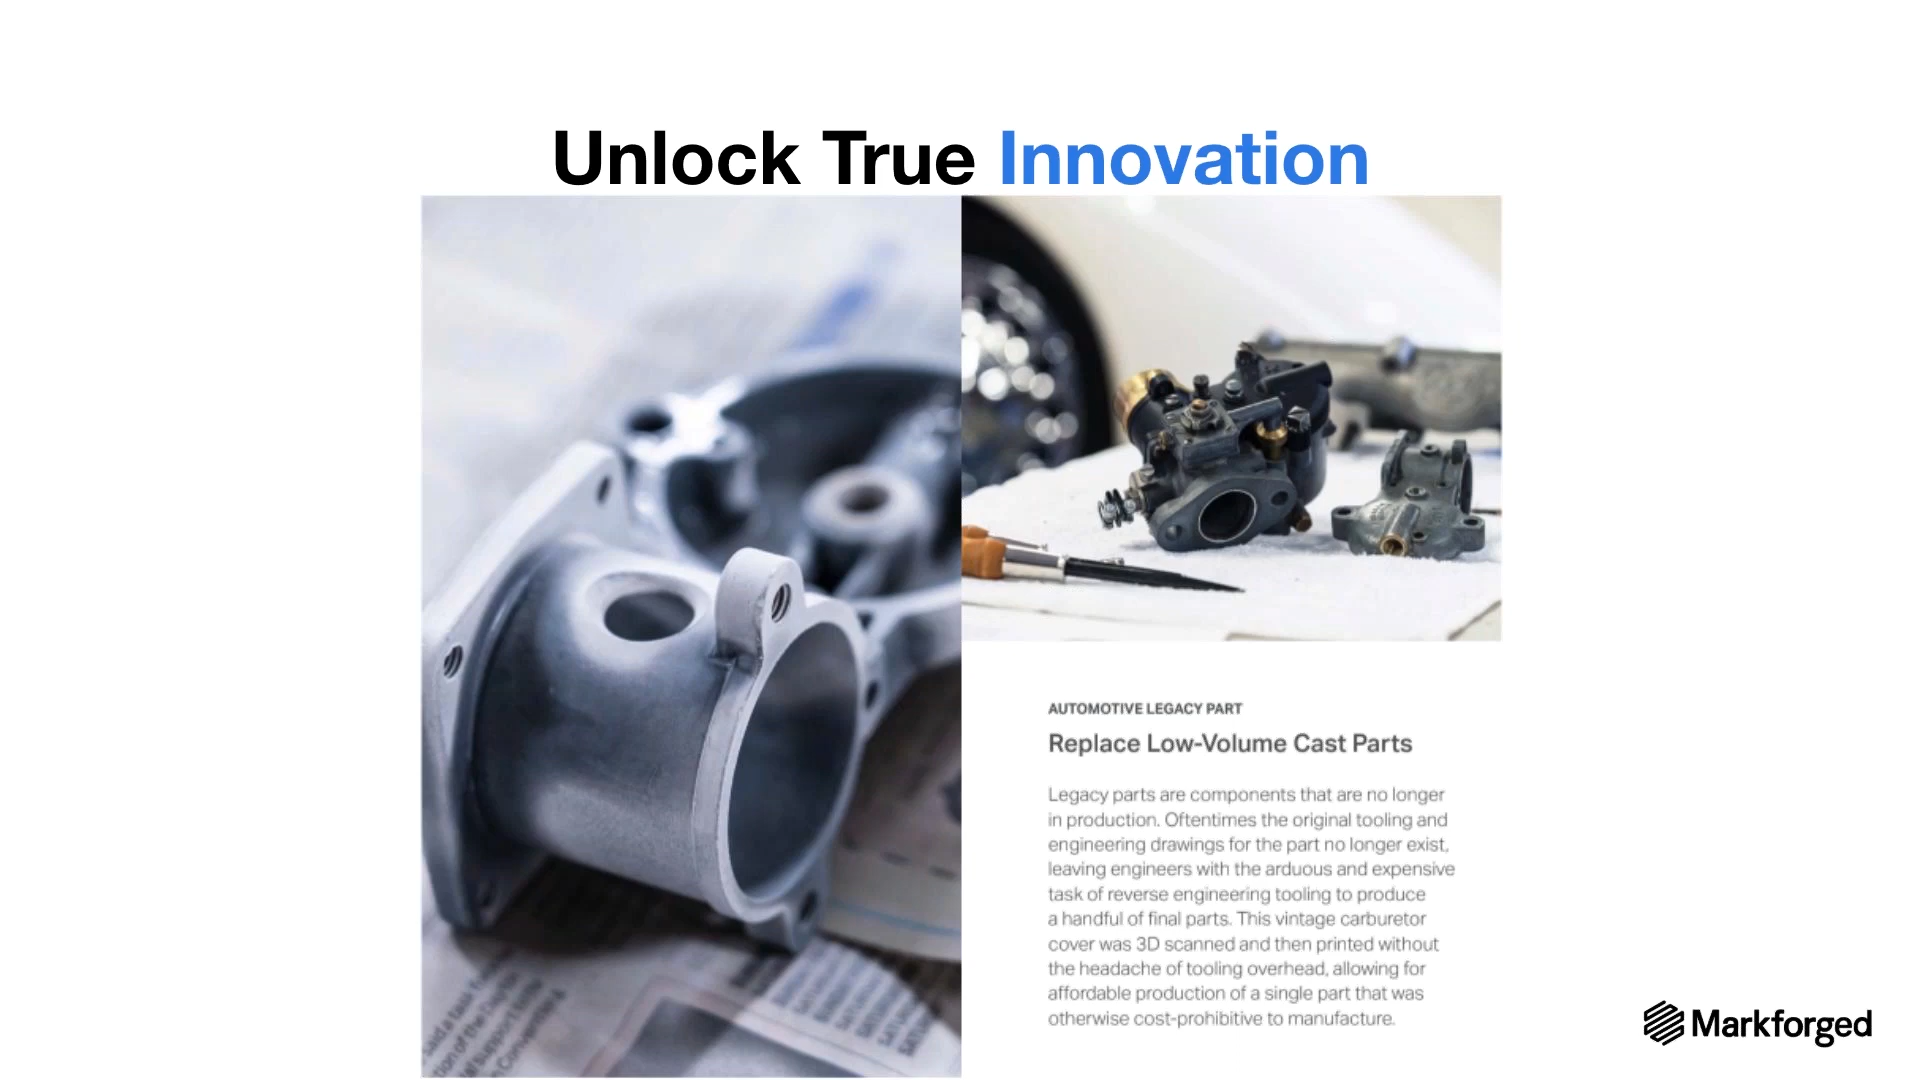 Unlock True Innovation
AUTOMOTIVE LEGACY PART
Replace Low-Volume Cast Parts
Legacy parts are components that are no longer
in production. Oftentimes the original tooling and
engineering drawings for the part no longer exist,
leaving engineers with the arduous and expensive
task of reverse engineering tooling to produce
a handful of final parts. This vintage carburetor
cover was 3D scanned and then printed without
the headache of tooling overhead, allowing for
affordable production of a single part that was
otherwise cost-prohibitive to manufacture.
Markforged